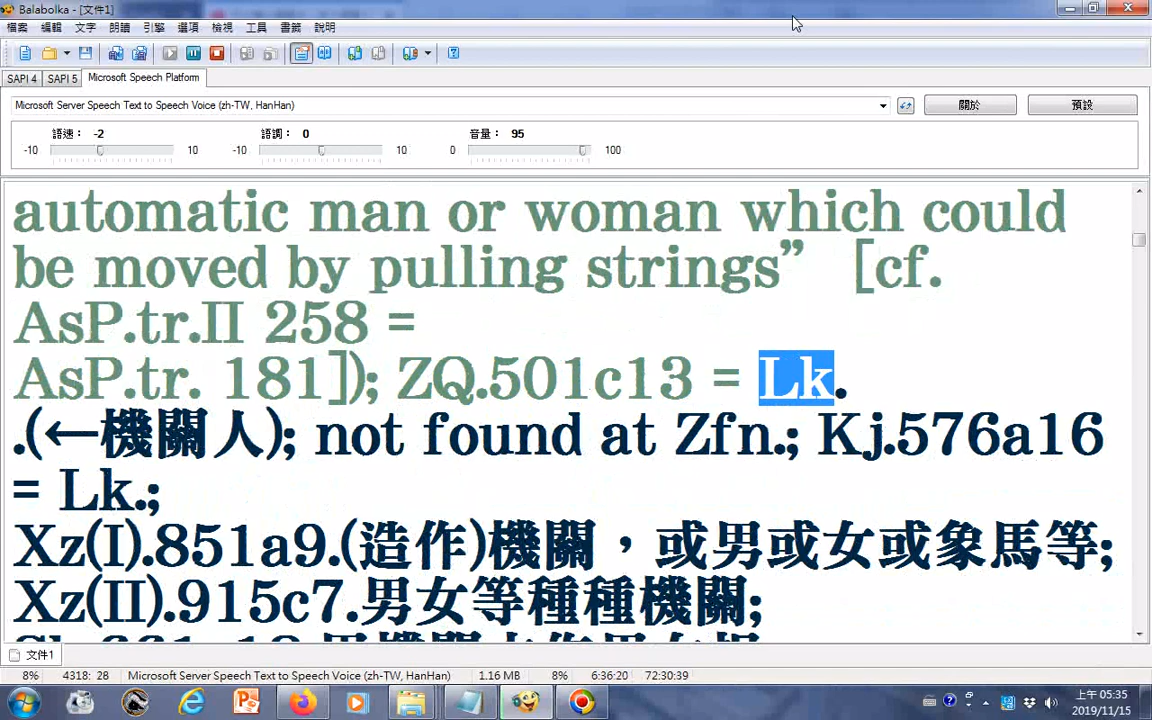 Balabolka - [文件1]
檔案 編輯 文字 朗讀 引擎 選項 檢視 工具 書籤 說明
SAPI 4 SAPI 5 Microsoft Speech Platform
Microsoft Server Speech Text to Speech Voice (zh-TW, HanHan) 關於 預設
語速： -2 語調： 0 音量： 95
-10 10 -10 10 0 100
automatic man or woman which could
be moved by pulling strings” [cf.
AsP.tr.II 258 =
AsP.tr. 181]); ZQ.501c13 = Lk.
.(←機關人); not found at Zfn.; Kj.576a16
= Lk.;
Xz(I).851a9.(造作)機關，或男或女或象馬等;
Xz(II).915c7.男女等種種機關;
文件1
8% 4318: 28 Microsoft Server Speech Text to Speech Voice (zh-TW, HanHan) 1.16 MB 8% 6:36:20 72:30:39
上午 05:35
2019/11/15